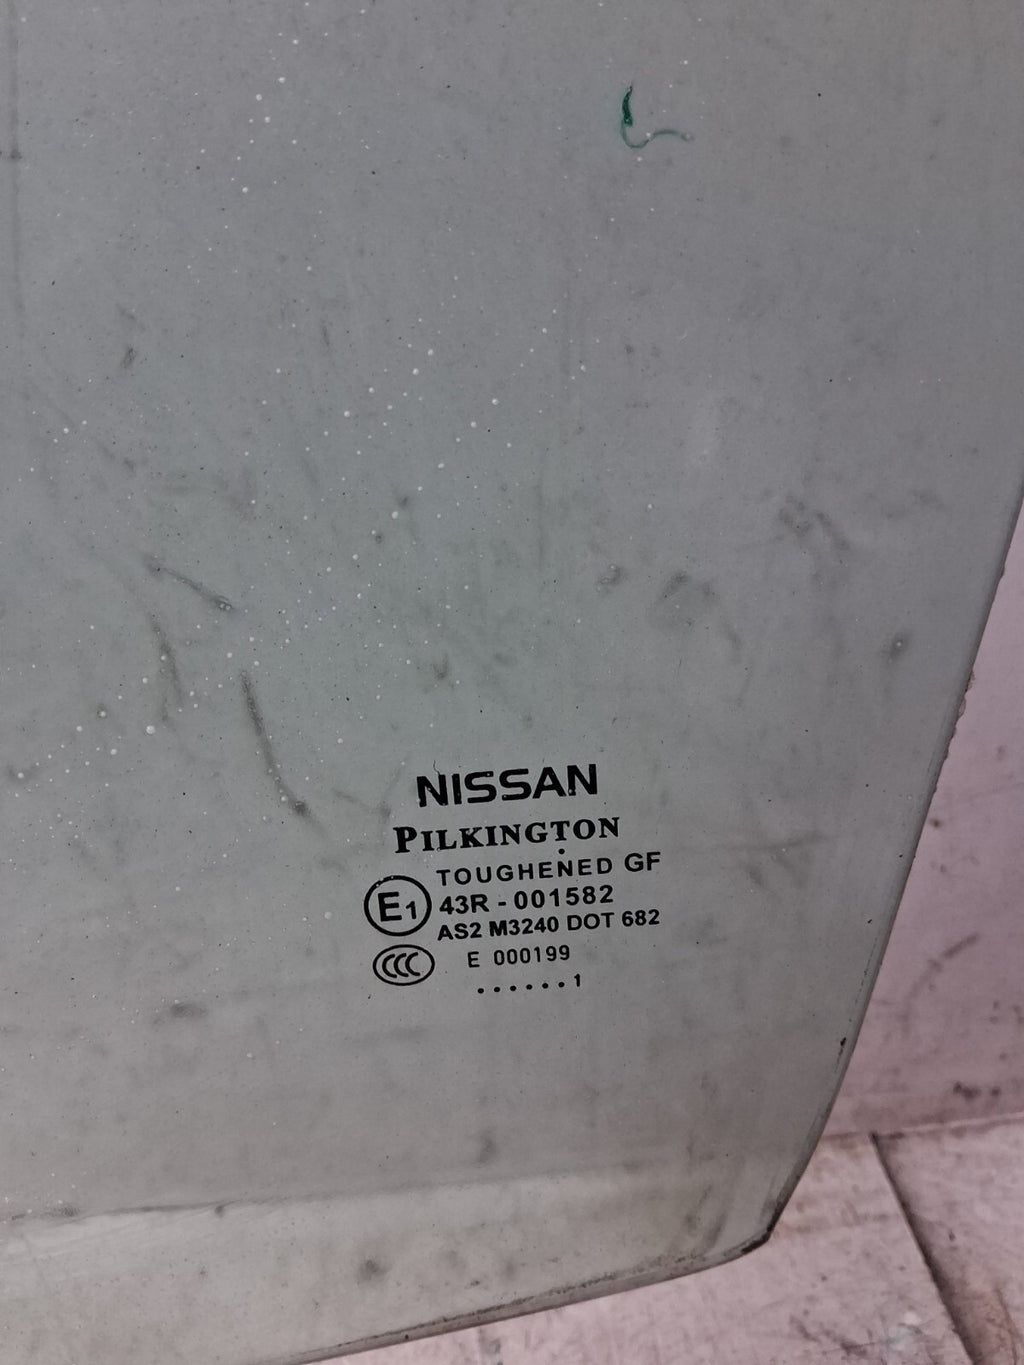 NISSAN
PILKINGTON
TOUGHENED GF
E1 43R - 001582
AS2 M3240 DOT 682
CCC E 000199
......1